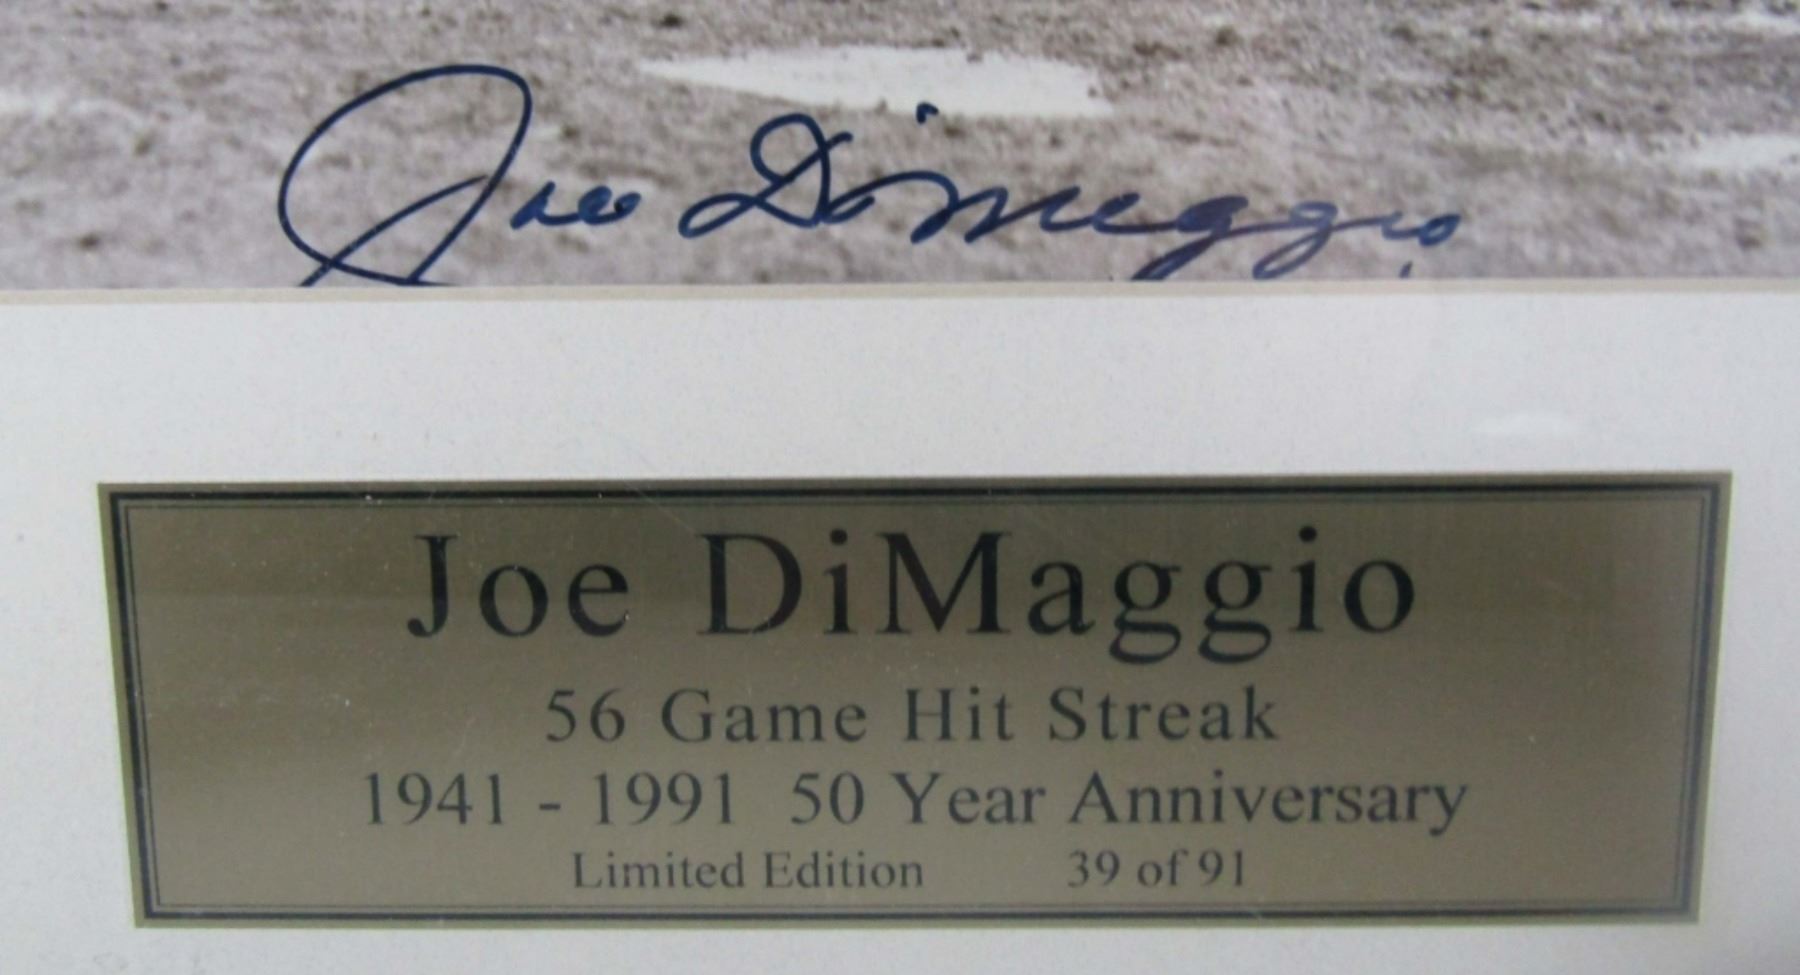 Joe DiMaggio
Joe DiMaggio
56 Game Hit Streak
1941 - 1991 50 Year Anniversary
Limited Edition 39 of 91